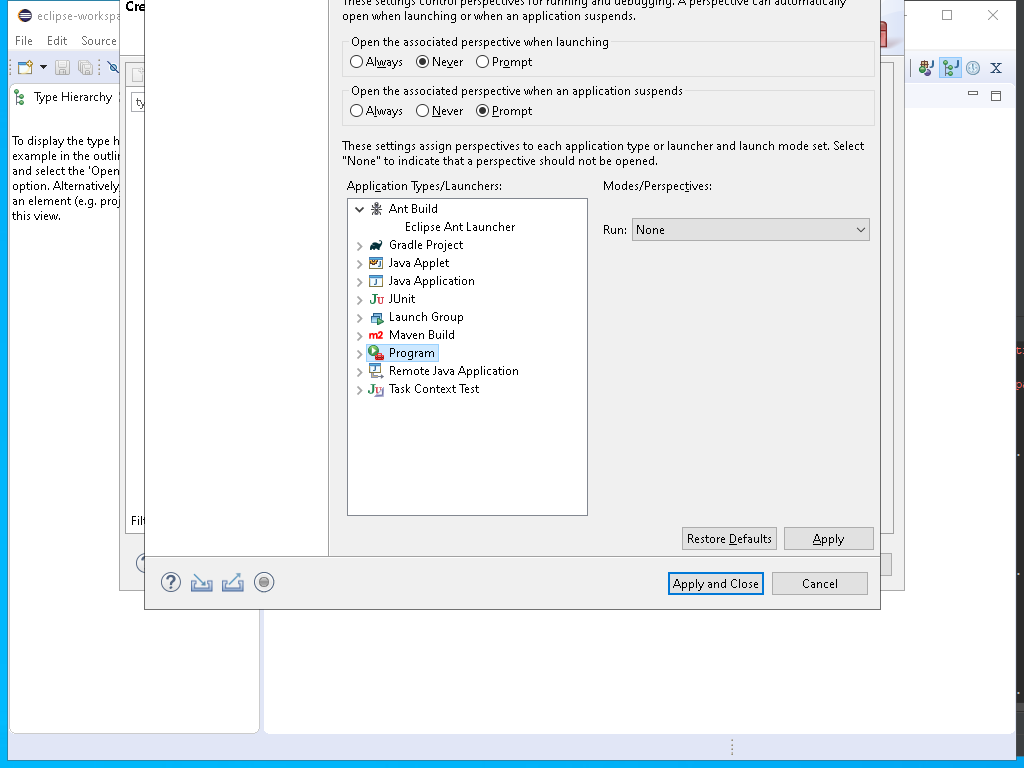 eclipse-workspa
Cre
These settings control perspectives for running and debugging. A perspective can automatically
open when launching or when an application suspends.
File Edit Source
Open the associated perspective when launching
Always Never Prompt
Open the associated perspective when an application suspends
Always Never Prompt
Type Hierarchy
ty
To display the type h
example in the outlin
and select the 'Open
option. Alternatively
an element (e.g. proj
this view.
These settings assign perspectives to each application type or launcher and launch mode set. Select
"None" to indicate that a perspective should not be opened.
Application Types/Launchers:
Modes/Perspectives:
Ant Build
Eclipse Ant Launcher
Gradle Project
Java Applet
Java Application
JUnit
Launch Group
Maven Build
Program
Remote Java Application
Task Context Test
Run: None
Filt
Restore Defaults Apply
Apply and Close Cancel